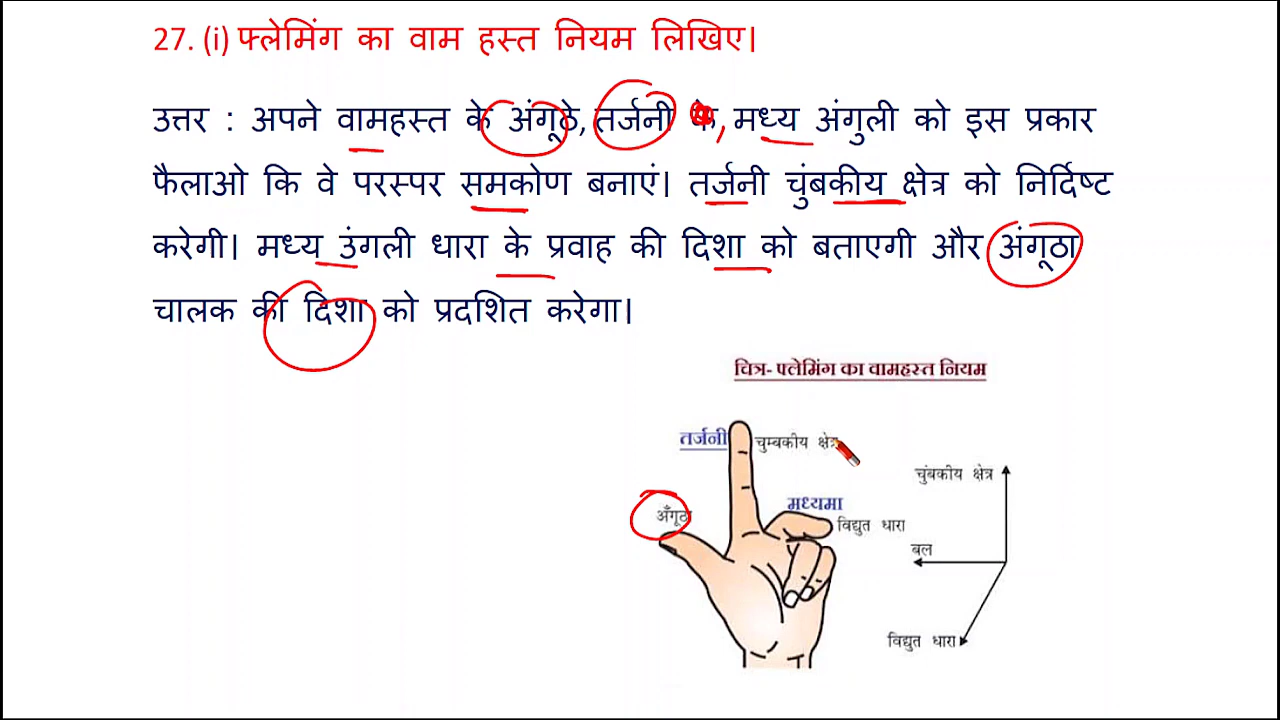 27. (i) फ्लेमिंग का वाम हस्त नियम लिखिए।
उत्तर : अपने वामहस्त के अंगूठे, तर्जनी , मध्य अंगुली को इस प्रकार
फैलाओ कि वे परस्पर समकोण बनाएं। तर्जनी चुंबकीय क्षेत्र को निर्दिष्ट
करेगी। मध्य उंगली धारा के प्रवाह की दिशा को बताएगी और अंगूठा
चालक की दिशा को प्रदशित करेगा।
चित्र- फ्लेमिंग का वामहस्त नियम
तर्जनी चुम्बकीय क्षेत्र
चुंबकीय क्षेत्र
मध्यमा
अँगूठा
विद्युत धारा
बल
विद्युत धारा